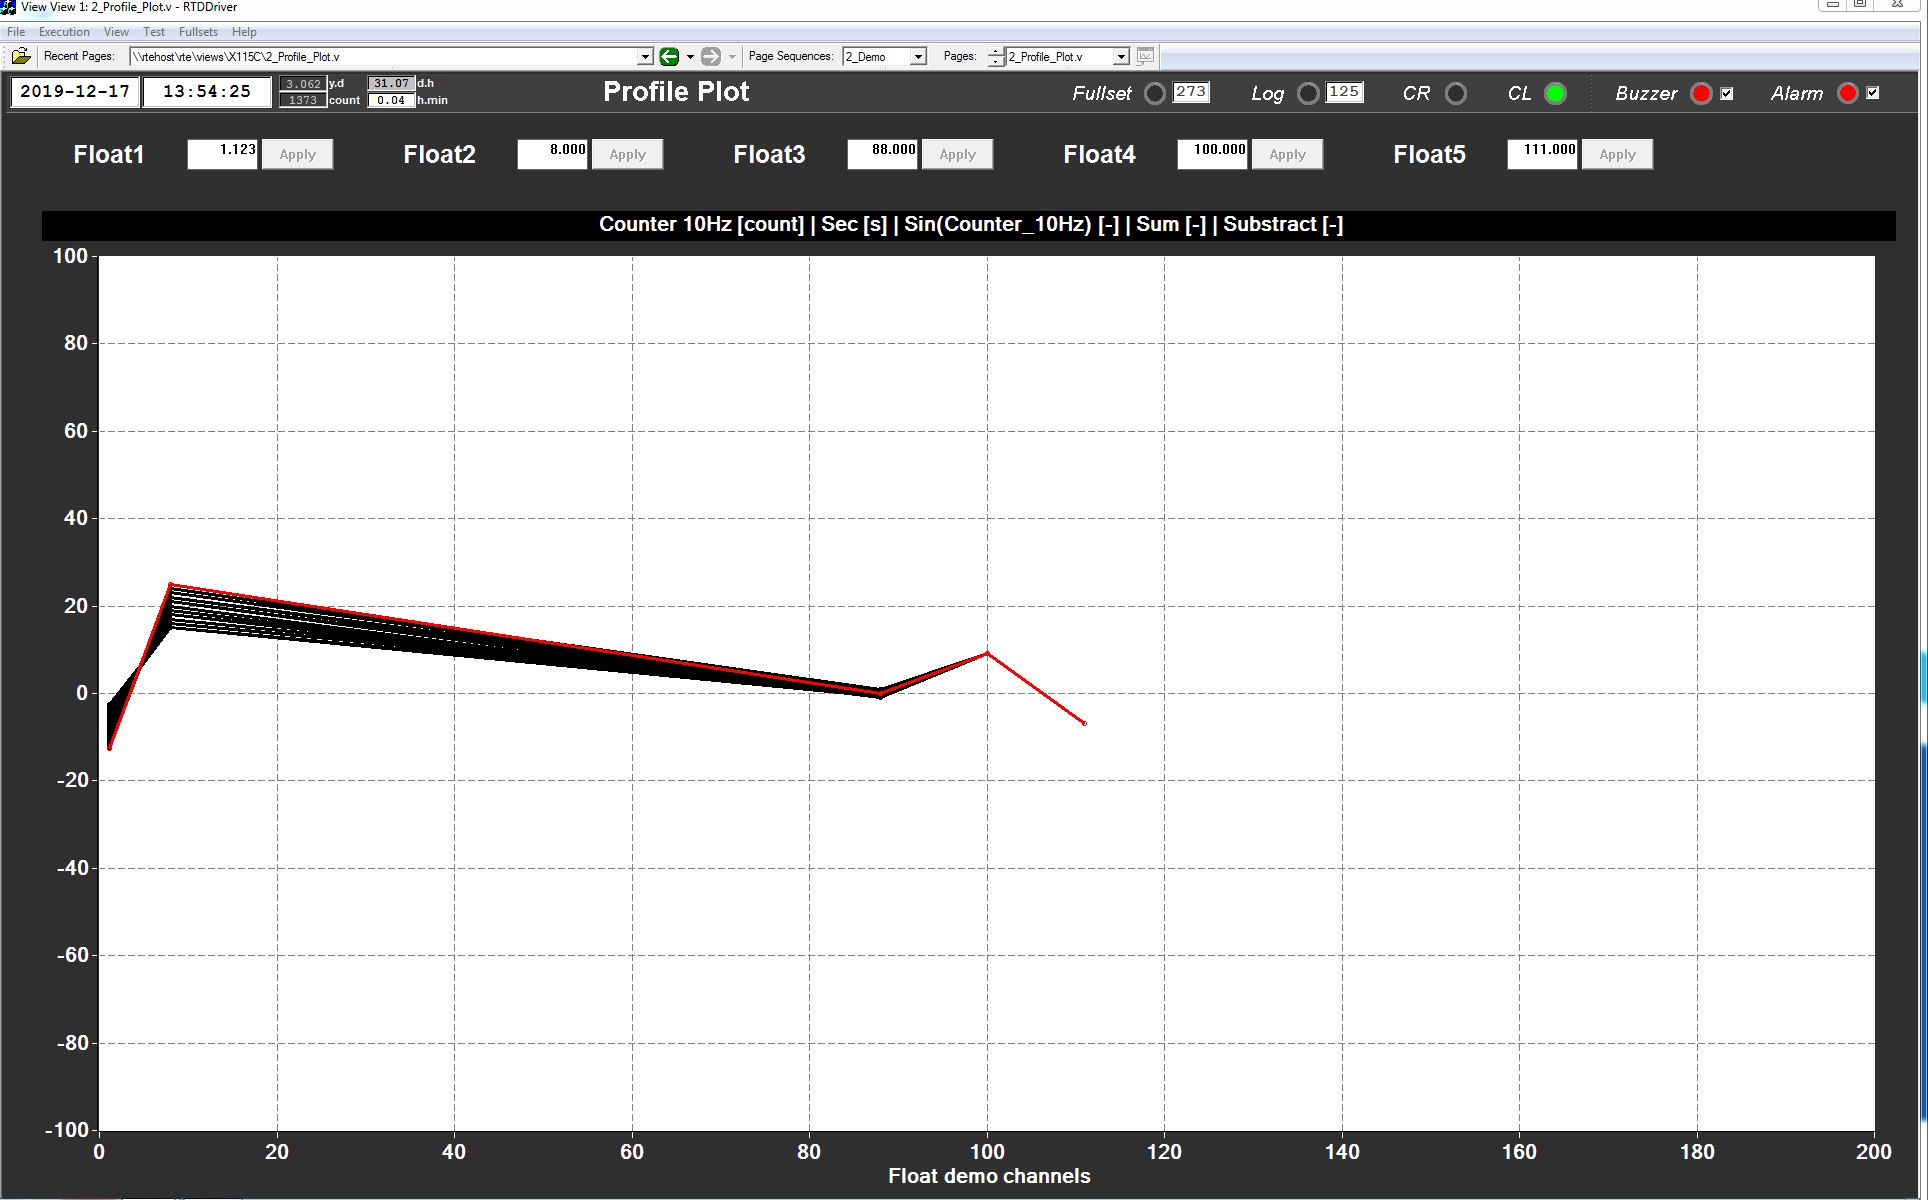 View View 1: 2_Profile_Plot.v - RTDDriver
File Execution View Test Fullsets Help
Recent Pages: \\rtehost\rte\views\X115C\2_Profile_Plot.v Page Sequences: 2_Demo Pages: 2_Profile_Plot.v
2019-12-17 13:54:25 3.062 y.d 31.07 d.h
1373 count 0.04 h.min
Profile Plot Fullset 273 Log 125 CR CL Buzzer Alarm
Float1 1.123 Apply Float2 8.000 Apply Float3 88.000 Apply Float4 100.000 Apply Float5 111.000 Apply
Counter 10Hz [count] | Sec [s] | Sin(Counter_10Hz) [-] | Sum [-] | Substract [-]
100
80
60
40
20
0
-20
-40
-60
-80
-100
0 20 40 60 80 100 120 140 160 180 200
Float demo channels